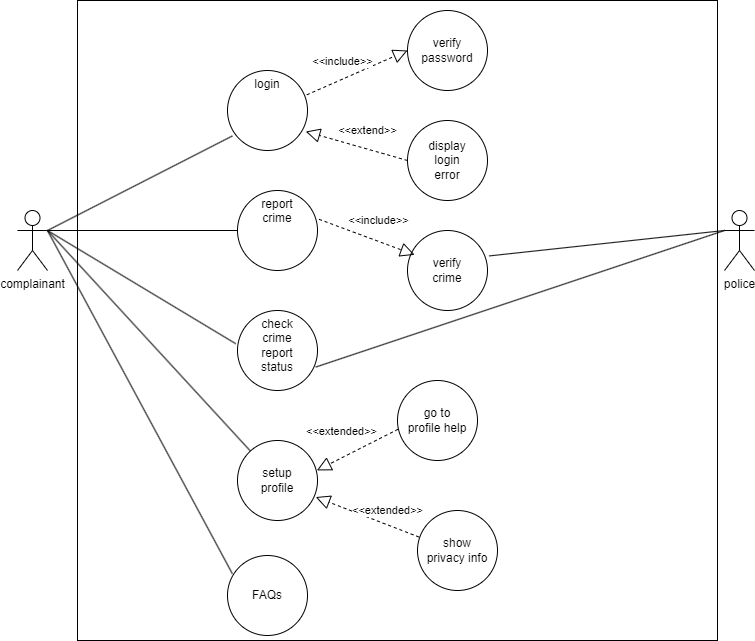 verify
password
<<include>>
login
<<extend>>
display
login
error
report
crime
<<include>>
verify
crime
complainant
police
check
crime
report
status
go to
profile help
<<extended>>
setup
profile
<<extended>>
show
privacy info
FAQs